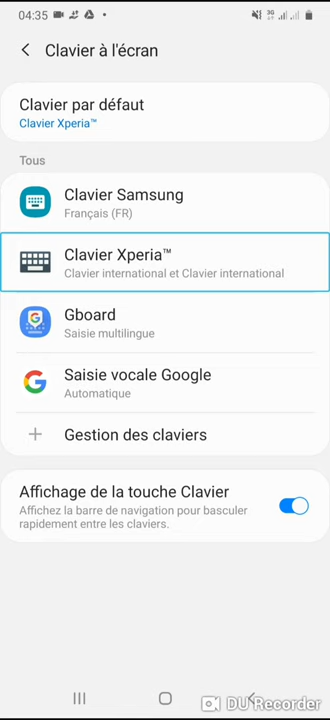 04:35
3G
Clavier à l'écran
Clavier par défaut
Clavier Xperia™
Tous
Clavier Samsung
Français (FR)
Clavier Xperia™
Clavier international et Clavier international
Gboard
Saisie multilingue
Saisie vocale Google
Automatique
Gestion des claviers
Affichage de la touche Clavier
Affichez la barre de navigation pour basculer
rapidement entre les claviers.
DU Recorder